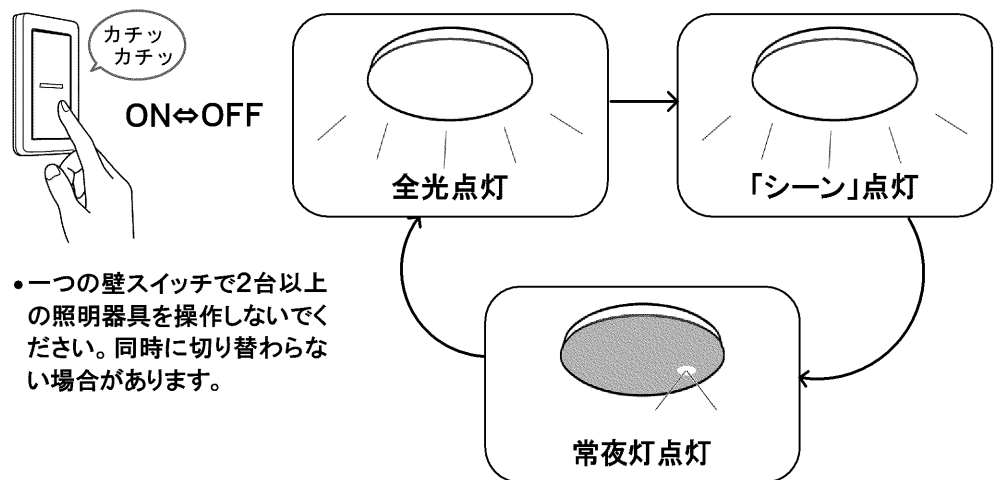 カチッ
カチッ
ON⇔OFF
全光点灯
「シーン」点灯
•一つの壁スイッチで2台以上
の照明器具を操作しないでく
ださい。同時に切り替わらな
い場合があります。
常夜灯点灯